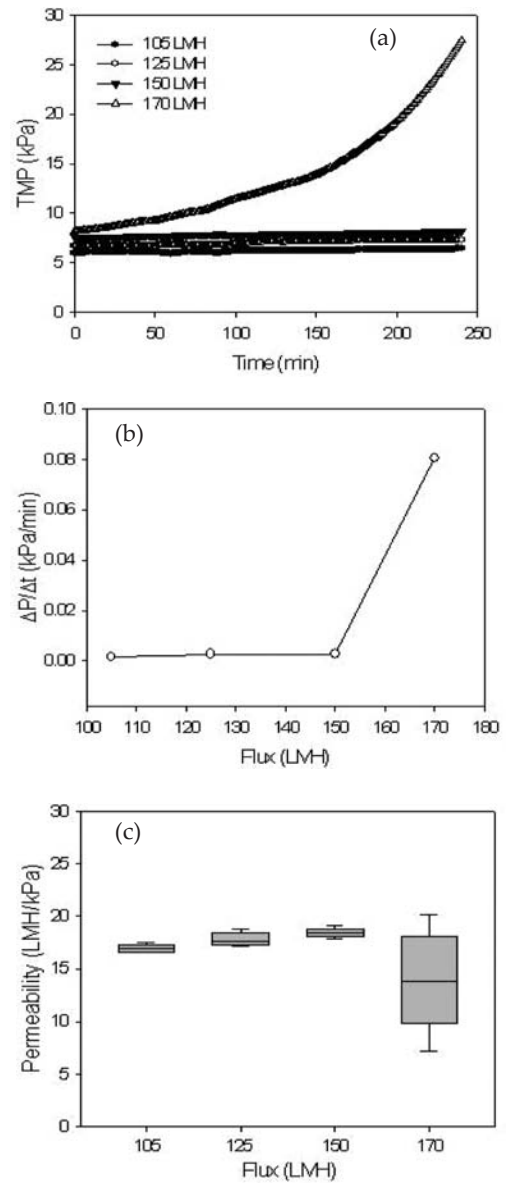 (a)
30
25
20
15
10
5
0
TMP (kPa)
105 LMH
125 LMH
150 LMH
170 LMH
0 50 100 150 200 250
Time (min)
(b)
0.10
0.08
0.06
0.04
0.02
0.00
ΔP/Δt (kPa/min)
100 110 120 130 140 150 160 170 180
Flux (LMH)
(c)
30
25
20
15
10
5
0
Permeability (LMH/kPa)
105 125 150 170
Flux (LMH)